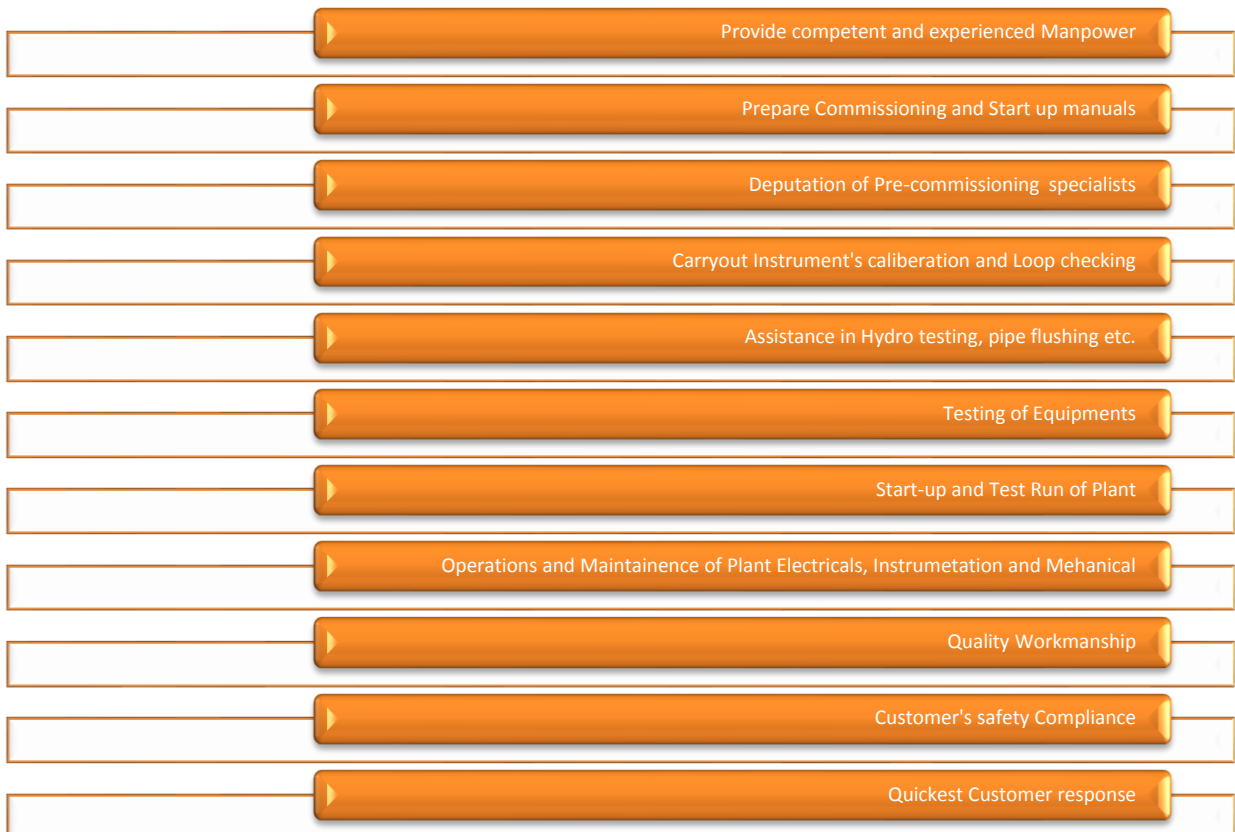 Provide competent and experienced Manpower
Prepare Commissioning and Start up manuals
Deputation of Pre-commissioning specialists
Carryout Instrument's caliberation and Loop checking
Assistance in Hydro testing, pipe flushing etc.
Testing of Equipments
Start-up and Test Run of Plant
Operations and Maintainence of Plant Electricals, Instrumetation and Mehanical
Quality Workmanship
Customer's safety Compliance
Quickest Customer response